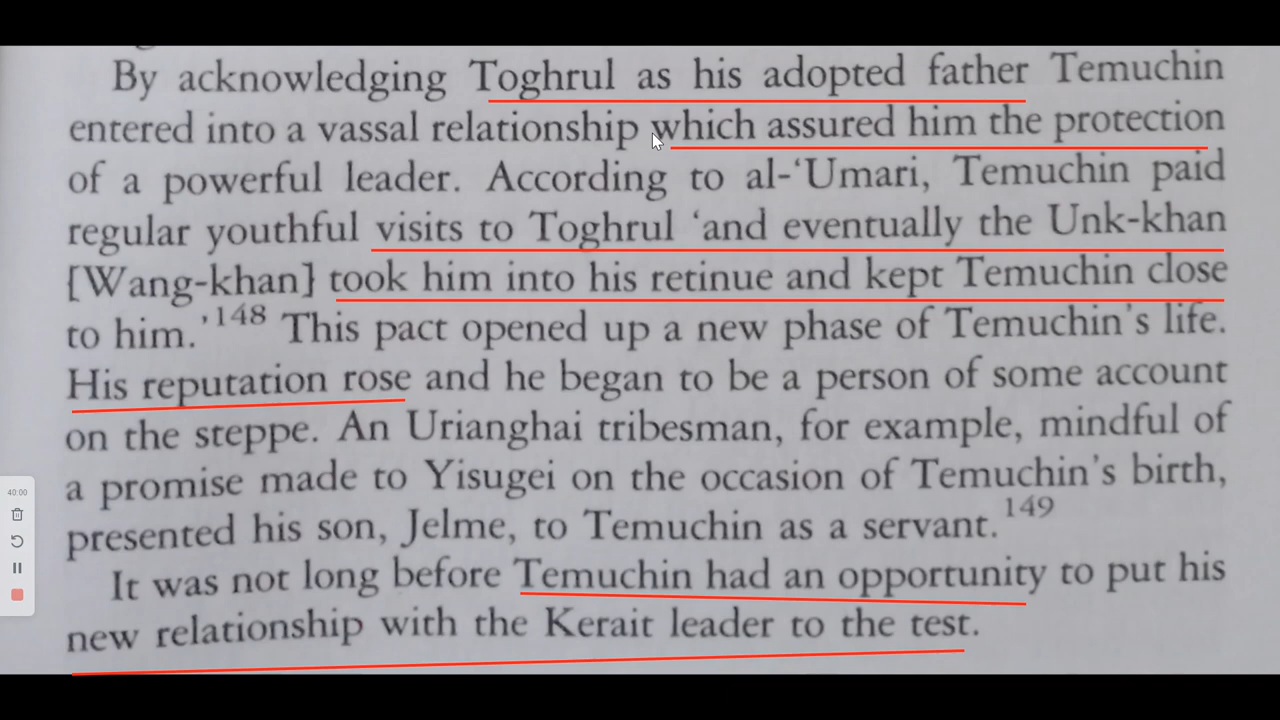 By acknowledging Toghrul as his adopted father Temuchin
entered into a vassal relationship which assured him the protection
of a powerful leader. According to al-‘Umari, Temuchin paid
regular youthful visits to Toghrul ‘and eventually the Unk-khan
[Wang-khan] took him into his retinue and kept Temuchin close
to him.’148 This pact opened up a new phase of Temuchin’s life.
His reputation rose and he began to be a person of some account
on the steppe. An Urianghai tribesman, for example, mindful of
a promise made to Yisugei on the occasion of Temuchin’s birth,
presented his son, Jelme, to Temuchin as a servant.149
It was not long before Temuchin had an opportunity to put his
new relationship with the Kerait leader to the test.
40:00